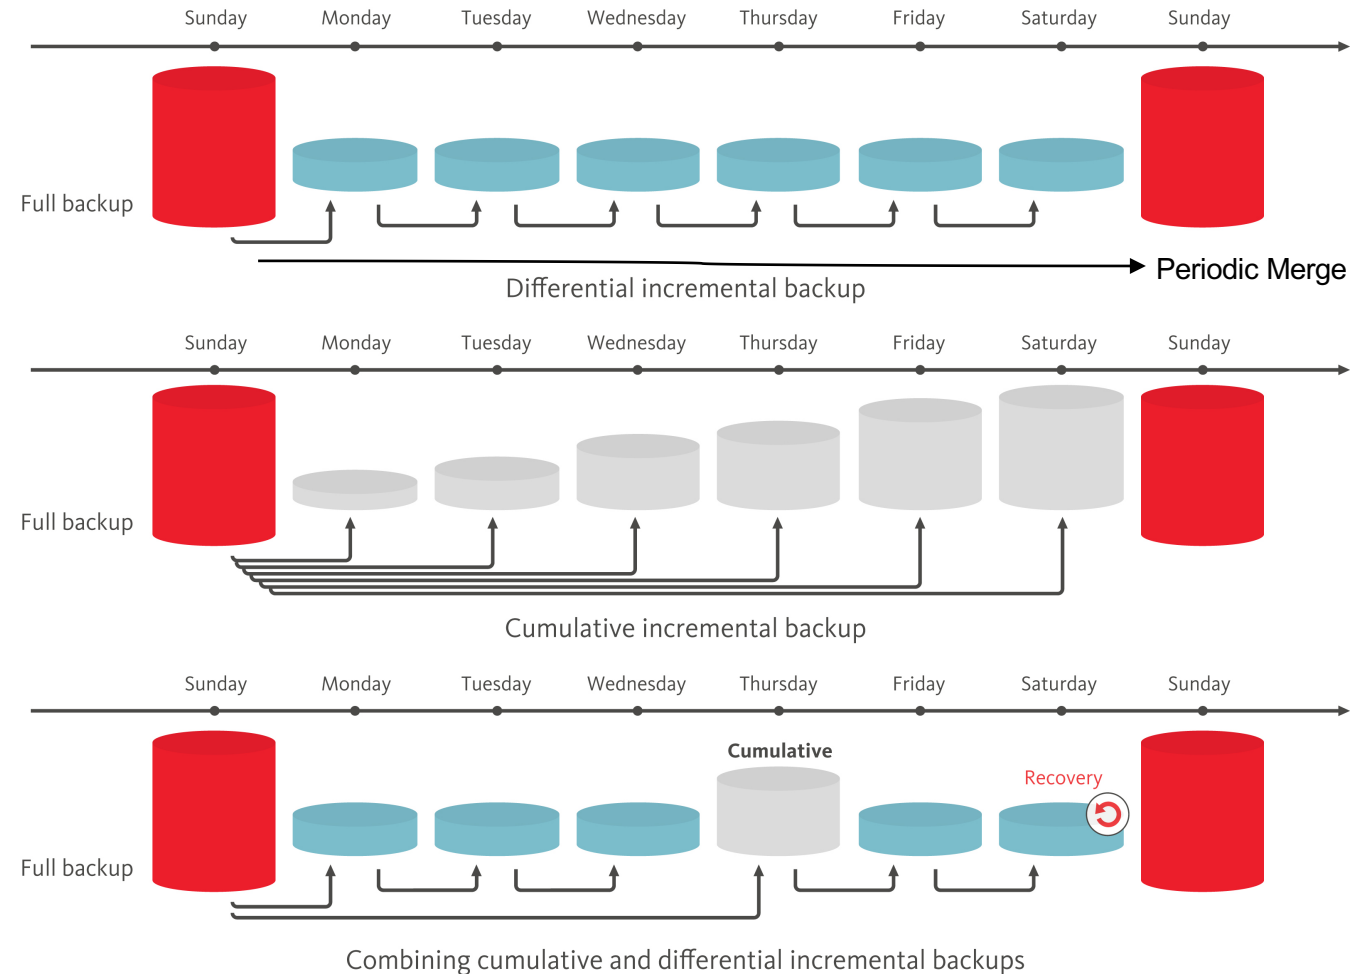 Sunday Monday Tuesday Wednesday Thursday Friday Saturday Sunday
Full backup
Periodic Merge
Differential incremental backup
Sunday Monday Tuesday Wednesday Thursday Friday Saturday Sunday
Full backup
Cumulative incremental backup
Sunday Monday Tuesday Wednesday Thursday Friday Saturday Sunday
Cumulative
Recovery
Full backup
Combining cumulative and differential incremental backups